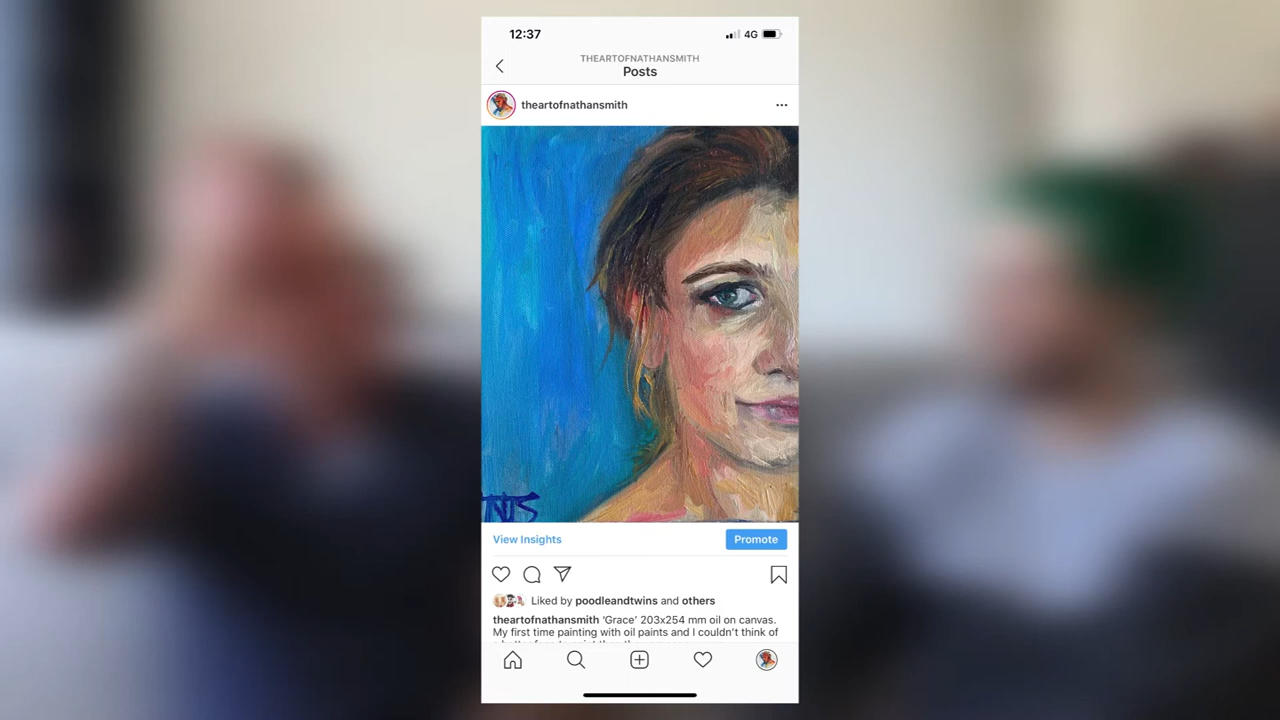 12:37
4G
THEARTOFNATHANSMITH
Posts
theartofnathansmith
NTS
View Insights
Promote
Liked by poodleandtwins and others
theartofnathansmith 'Grace' 203x254 mm oil on canvas.
My first time painting with oil paints and I couldn't think of